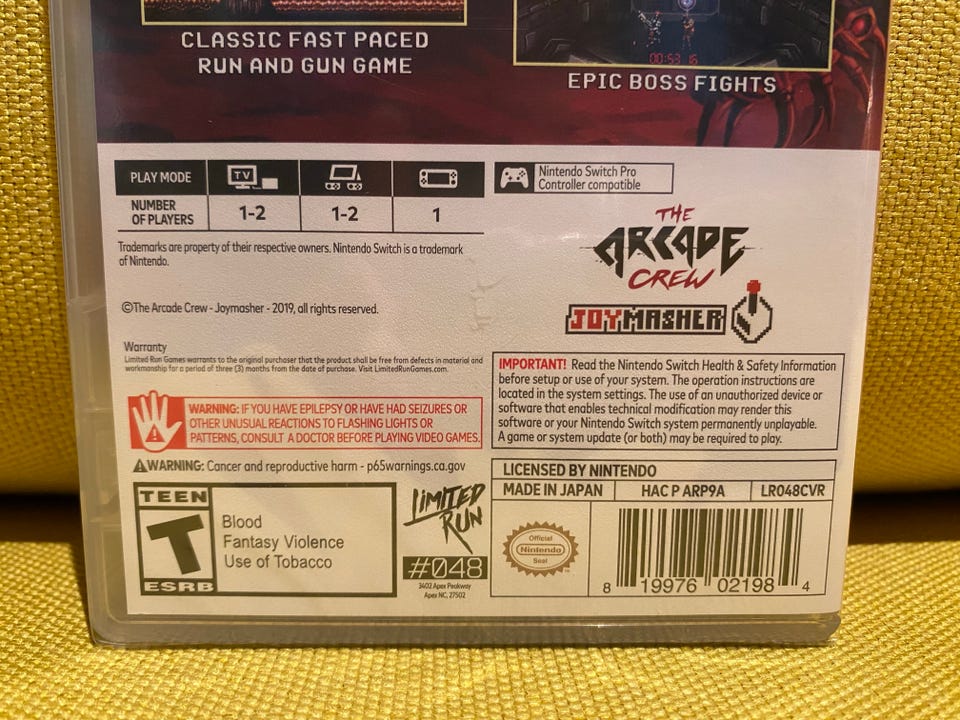 CLASSIC FAST PACED
RUN AND GUN GAME
00:53 16
EPIC BOSS FIGHTS
PLAY MODE
TV
NUMBER
OF PLAYERS
1-2
1-2
1
Nintendo Switch Pro
Controller compatible
Trademarks are property of their respective owners. Nintendo Switch is a trademark
of Nintendo.
©The Arcade Crew - Joymasher - 2019, all rights reserved.
THE
ARCADE
CREW
JOYMASHER
Warranty
Limited Run Games warrants to the original purchaser that the product shall be free from defects in material and
workmanship for a period of three (3) months from the date of purchase. Visit LimitedRunGames.com.
WARNING: IF YOU HAVE EPILEPSY OR HAVE HAD SEIZURES OR
OTHER UNUSUAL REACTIONS TO FLASHING LIGHTS OR
PATTERNS, CONSULT A DOCTOR BEFORE PLAYING VIDEO GAMES.
WARNING: Cancer and reproductive harm - p65warnings.ca.gov
IMPORTANT! Read the Nintendo Switch Health & Safety Information
before setup or use of your system. The operation instructions are
located in the system settings. The use of an unauthorized device or
software that enables technical modification may render this
software or your Nintendo Switch system permanently unplayable.
A game or system update (or both) may be required to play.
TEEN
T
ESRB
Blood
Fantasy Violence
Use of Tobacco
LIMITED
RUN
#048
3402 Apex Peakway
Apex NC, 27502
LICENSED BY NINTENDO
MADE IN JAPAN
HAC P ARP9A
LR048CVR
Official
Nintendo
Seal
8 19976 02198 4